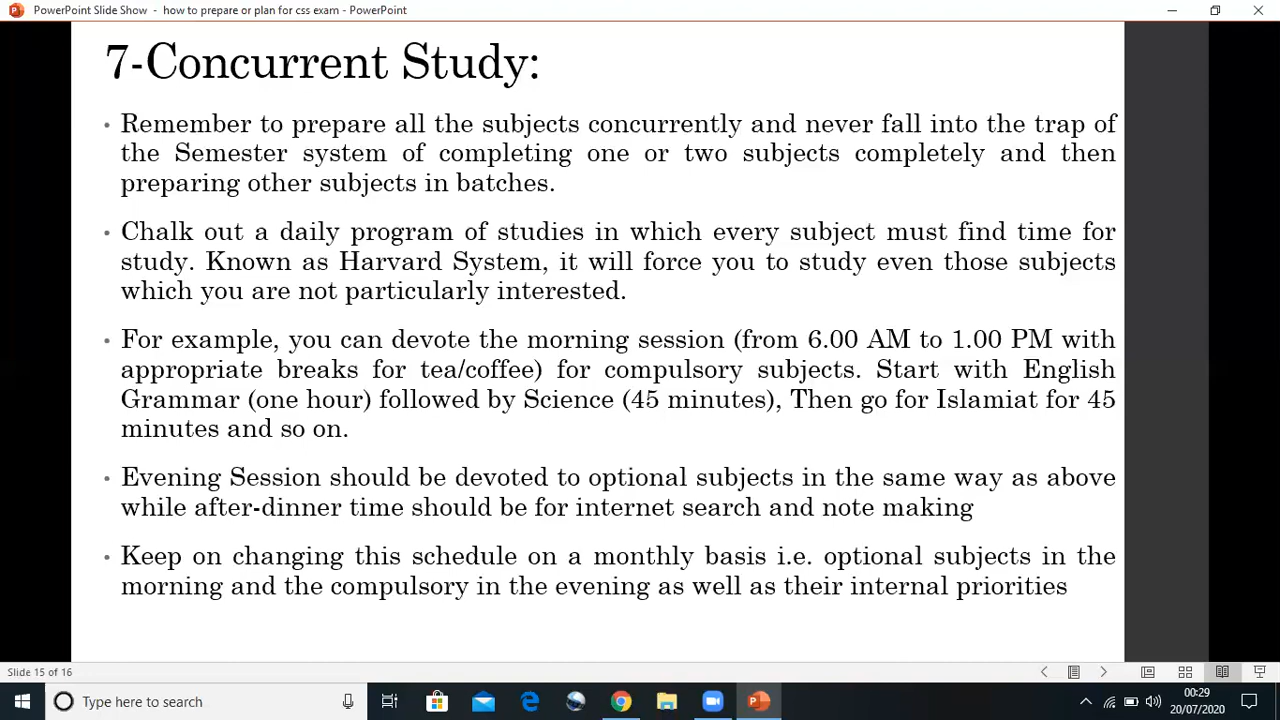 PowerPoint Slide Show - how to prepare or plan for css exam - PowerPoint
7-Concurrent Study:
• Remember to prepare all the subjects concurrently and never fall into the trap of
the Semester system of completing one or two subjects completely and then
preparing other subjects in batches.
• Chalk out a daily program of studies in which every subject must find time for
study. Known as Harvard System, it will force you to study even those subjects
which you are not particularly interested.
• For example, you can devote the morning session (from 6.00 AM to 1.00 PM with
appropriate breaks for tea/coffee) for compulsory subjects. Start with English
Grammar (one hour) followed by Science (45 minutes), Then go for Islamiat for 45
minutes and so on.
• Evening Session should be devoted to optional subjects in the same way as above
while after-dinner time should be for internet search and note making
• Keep on changing this schedule on a monthly basis i.e. optional subjects in the
morning and the compulsory in the evening as well as their internal priorities
Slide 15 of 16
Type here to search
00:29
20/07/2020